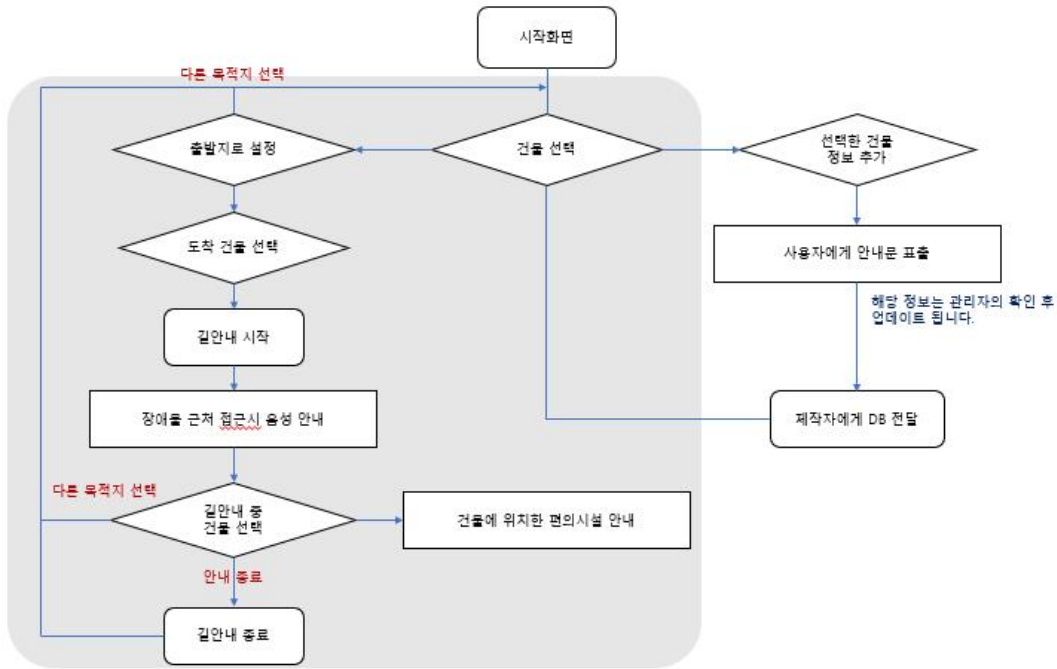 시작화면
다른 목적지 선택
출발지로 설정
건물 선택
선택한 건물
정보 추가
도착 건물 선택
사용자에게 안내문 표출
해당 정보는 관리자의 확인 후
업데이트 됩니다.
길안내 시작
장애물 근처 접근시 음성 안내
제작자에게 DB 전달
다른 목적지 선택
길안내 중
건물 선택
건물에 위치한 편의시설 안내
안내 종료
길안내 종료